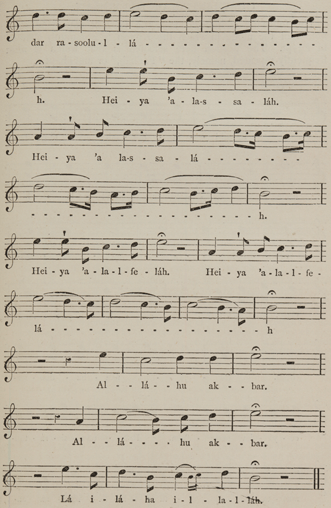 dar ra-soolu-l lá - - - - - - - - - - - - -
h. Hei-ya 'a-la-ss-sa - láh.
Hei-ya 'a la-ss-sa - lá - - - - - - - -
- - - - - - - - - - - - - - - - h.
Hei-ya 'a-la-l-fe-láh. Hei-ya 'a-la-l-fe-
lá - - - - - - - - - - - - - - - h
Al - - lá-hu ak - - bar.
Al - - lá - - - hu ak - - bar.
Lá i-lá-ha i-l - la-l-láh.